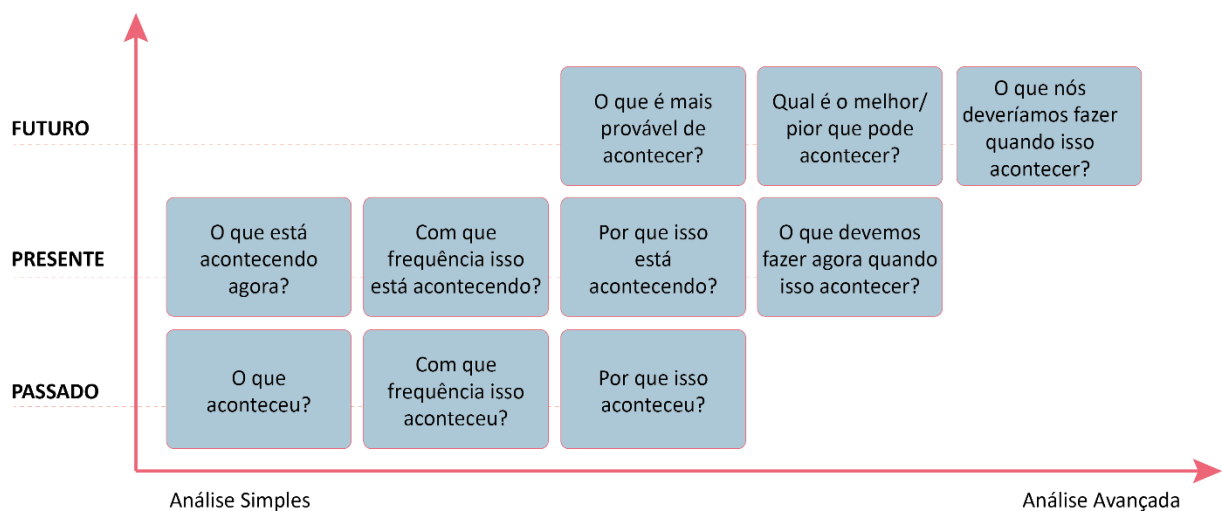 FUTURO
O que é mais
provável de
acontecer?
Qual é o melhor/
pior que pode
acontecer?
O que nós
deveríamos fazer
quando isso
acontecer?
PRESENTE
O que está
acontecendo
agora?
Com que
frequência isso
está acontecendo?
Por que isso
está
acontecendo?
O que devemos
fazer agora quando
isso acontecer?
PASSADO
O que
aconteceu?
Com que
frequência isso
aconteceu?
Por que isso
aconteceu?
Análise Simples
Análise Avançada